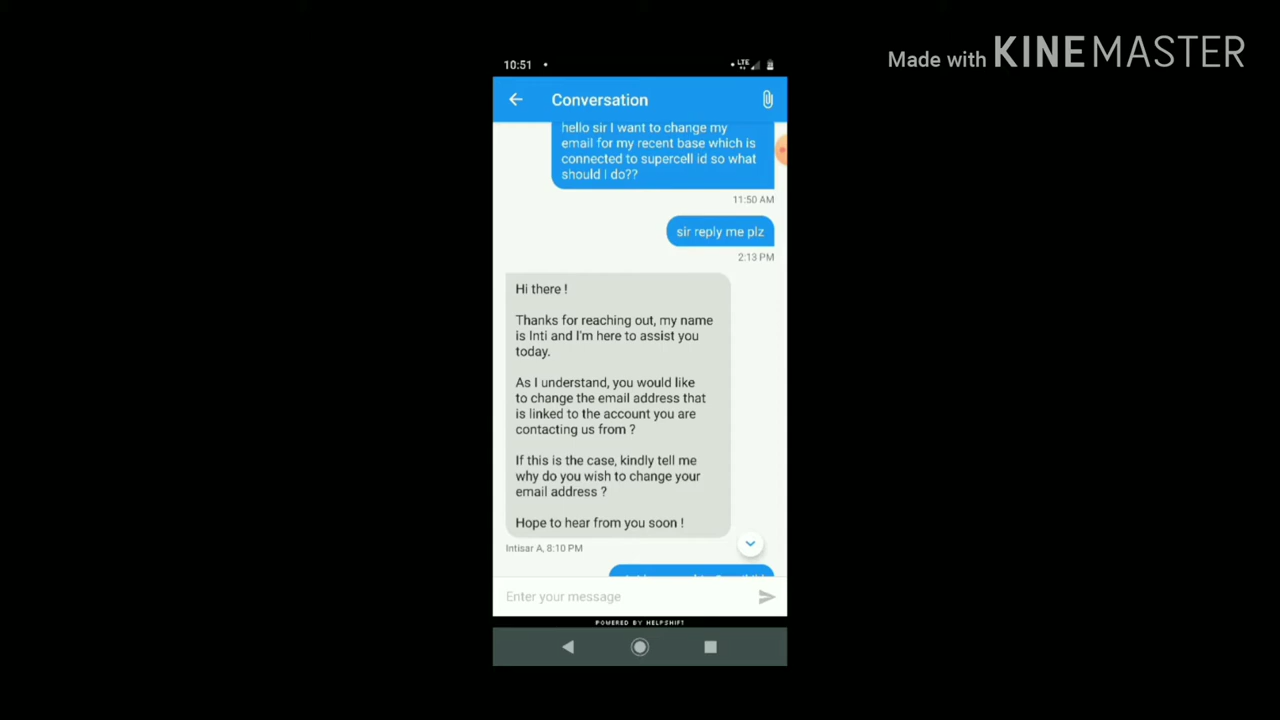 Made with KINEMASTER
10:51
LTE
Conversation
hello sir I want to change my
email for my recent base which is
connected to supercell id so what
should I do??
11:50 AM
sir reply me plz
2:13 PM
Hi there !
Thanks for reaching out, my name
is Inti and I'm here to assist you
today.
As I understand, you would like
to change the email address that
is linked to the account you are
contacting us from ?
If this is the case, kindly tell me
why do you wish to change your
email address ?
Hope to hear from you soon !
Intisar A, 8:10 PM
Enter your message
POWERED BY HELPSHIFT